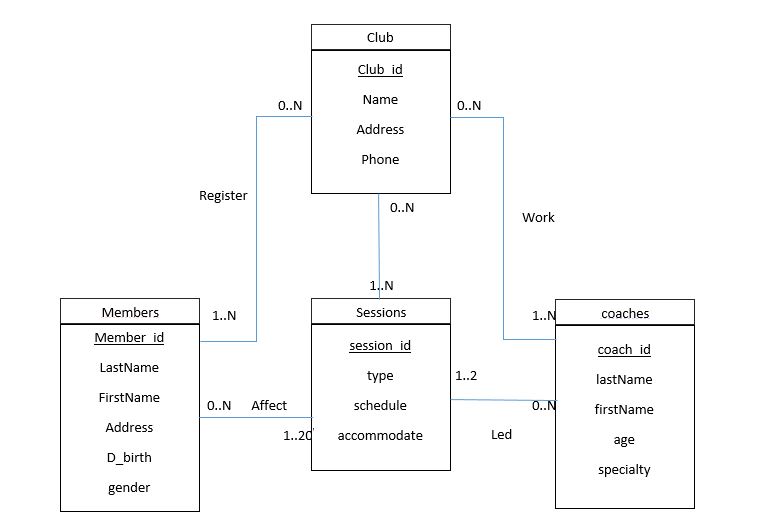 Club
Club_id
Name
Address
Phone
0..N
0..N
Register
0..N
Work
1..N
Members
Member_id
LastName
FirstName
Address
D_birth
gender
1..N
Sessions
session_id
type
schedule
accommodate
1..N
coaches
coach_id
lastName
firstName
age
specialty
0..N
Affect
1..20
1..2
0..N
Led